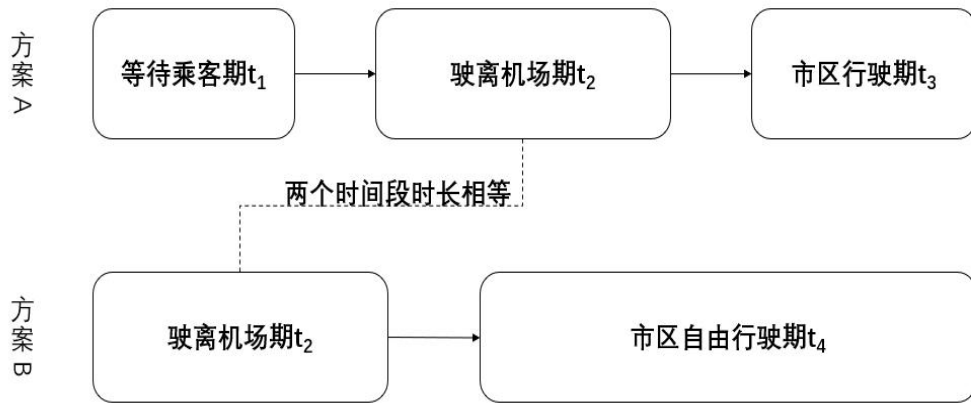 方案A
等待乘客期t₁
驶离机场期t₂
市区行驶期t₃
两个时间段时长相等
方案B
驶离机场期t₂
市区自由行驶期t₄